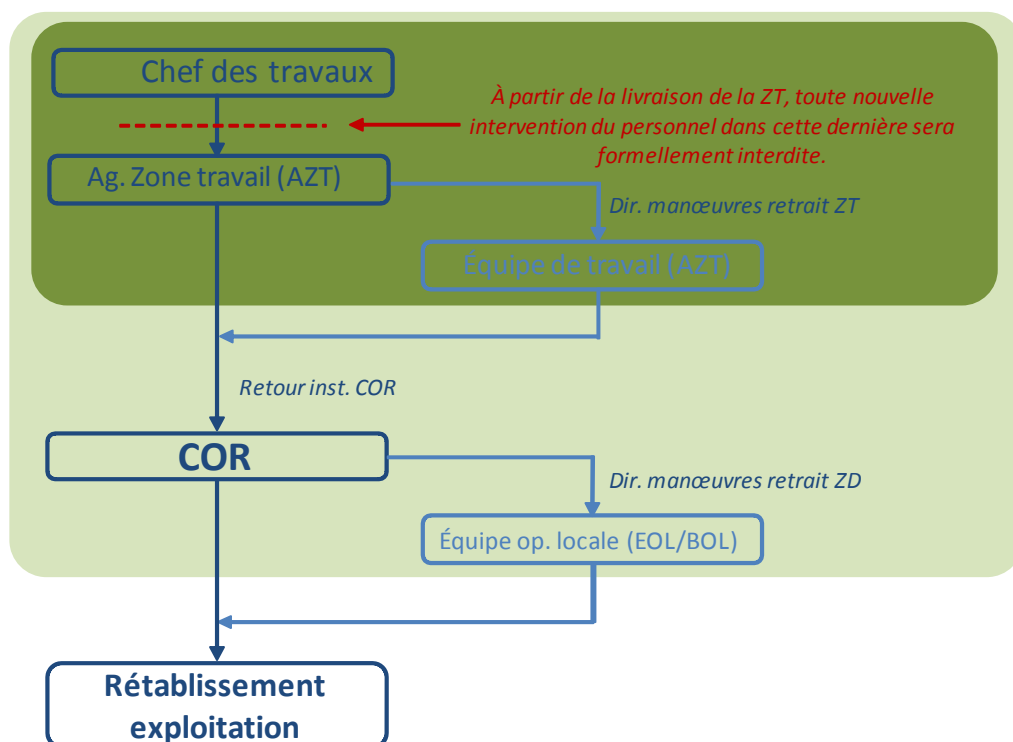 Chef des travaux
À partir de la livraison de la ZT, toute nouvelle
intervention du personnel dans cette dernière sera
formellement interdite.
Ag. Zone travail (AZT)
Dir. manœuvres retrait ZT
Équipe de travail (AZT)
Retour inst. COR
COR
Dir. manœuvres retrait ZD
Équipe op. locale (EOL/BOL)
Rétablissement
exploitation